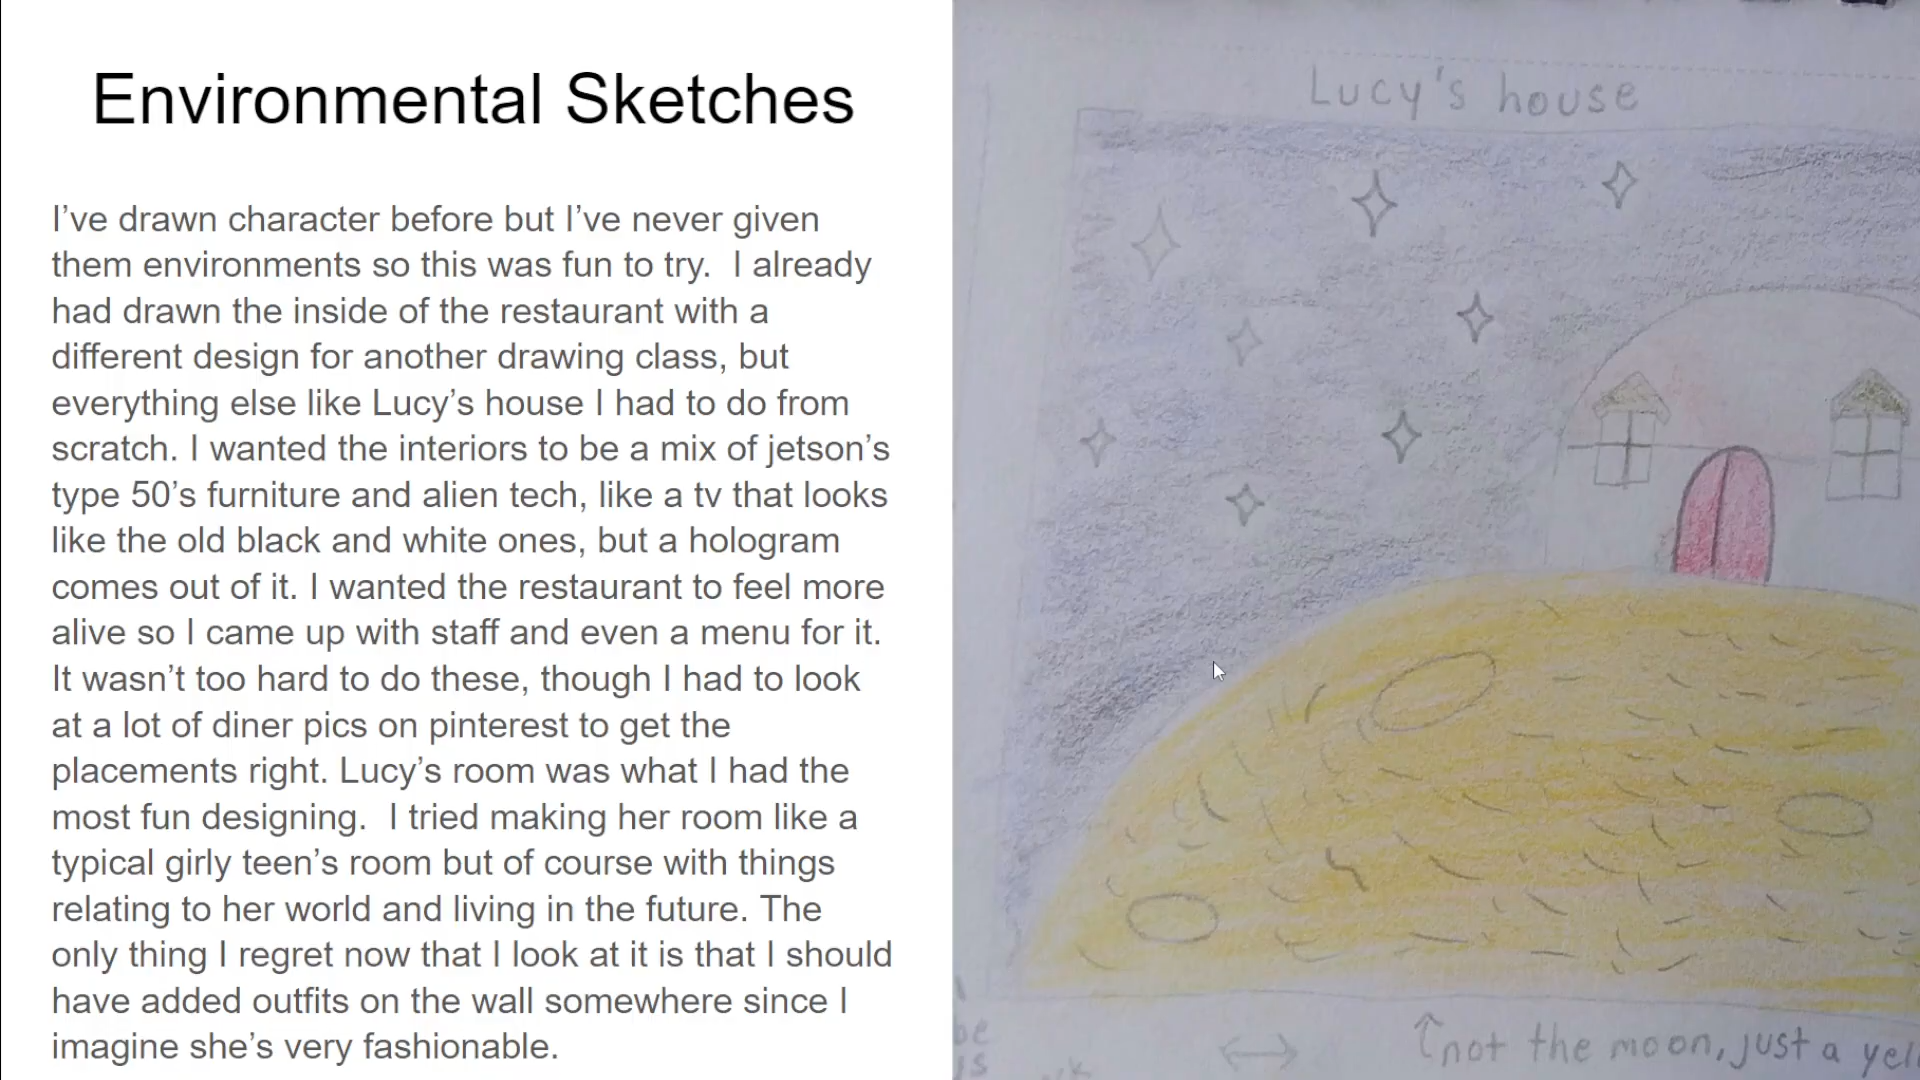 Environmental Sketches
I've drawn character before but I've never given
them environments so this was fun to try.  I already
had drawn the inside of the restaurant with a
different design for another drawing class, but
everything else like Lucy's house I had to do from
scratch. I wanted the interiors to be a mix of jetson's
type 50's furniture and alien tech, like a tv that looks
like the old black and white ones, but a hologram
comes out of it. I wanted the restaurant to feel more
alive so I came up with staff and even a menu for it.
It wasn't too hard to do these, though I had to look
at a lot of diner pics on pinterest to get the
placements right. Lucy's room was what I had the
most fun designing.  I tried making her room like a
typical girly teen's room but of course with things
relating to her world and living in the future. The
only thing I regret now that I look at it is that I should
have added outfits on the wall somewhere since I
imagine she's very fashionable.
Lucy's house
not the moon, just a